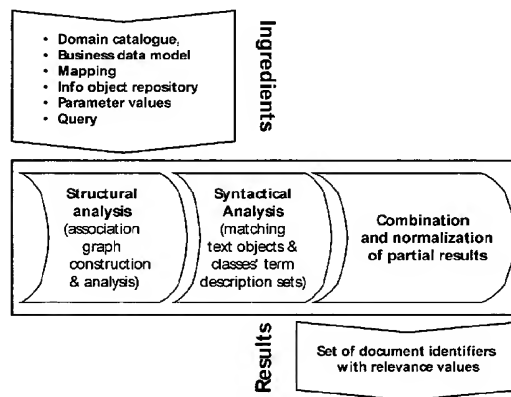 • Domain catalogue,
• Business data model
• Mapping
• Info object repository
• Parameter values
• Query
Ingredients
Structural
analysis
(association
graph
construction
& analysis)
Syntactical
Analysis
(matching
text objects &
classes' term
description sets)
Combination
and normalization
of partial results
Results
Set of document identifiers
with relevance values